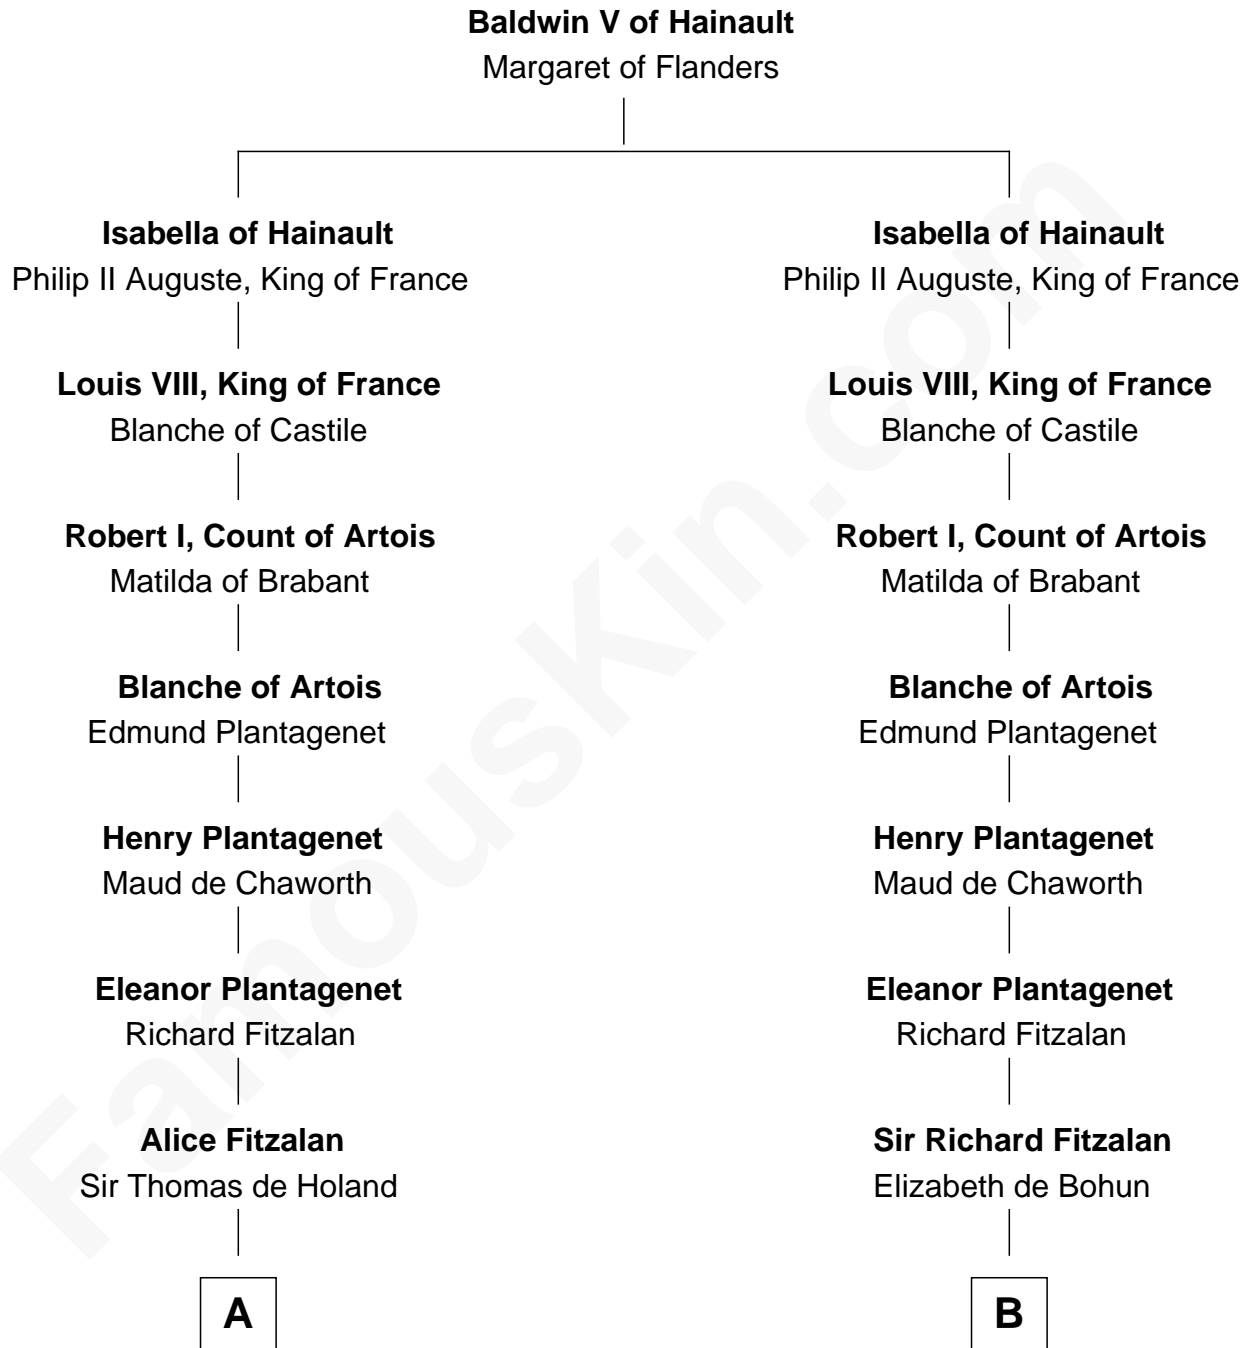 Baldwin V of Hainault
Margaret of Flanders
Isabella of Hainault
Philip II Auguste, King of France
Louis VIII, King of France
Blanche of Castile
Robert I, Count of Artois
Matilda of Brabant
Blanche of Artois
Edmund Plantagenet
Henry Plantagenet
Maud de Chaworth
Eleanor Plantagenet
Richard Fitzalan
Alice Fitzalan
Sir Thomas de Holand
A
Isabella of Hainault
Philip II Auguste, King of France
Louis VIII, King of France
Blanche of Castile
Robert I, Count of Artois
Matilda of Brabant
Blanche of Artois
Edmund Plantagenet
Henry Plantagenet
Maud de Chaworth
Eleanor Plantagenet
Richard Fitzalan
Sir Richard Fitzalan
Elizabeth de Bohun
B
FamousKin.com